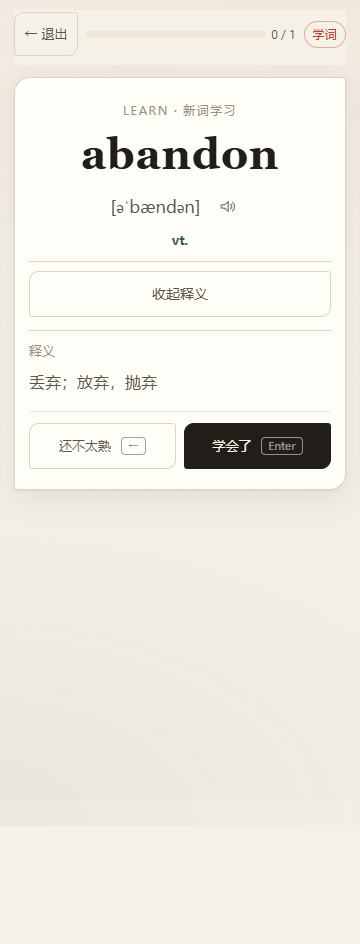 ← 退出 0 / 1 学词
LEARN · 新词学习
abandon
[əˈbændən]
vt.
收起释义
释义
丢弃；放弃，抛弃
还不太熟 ← 学会了 Enter